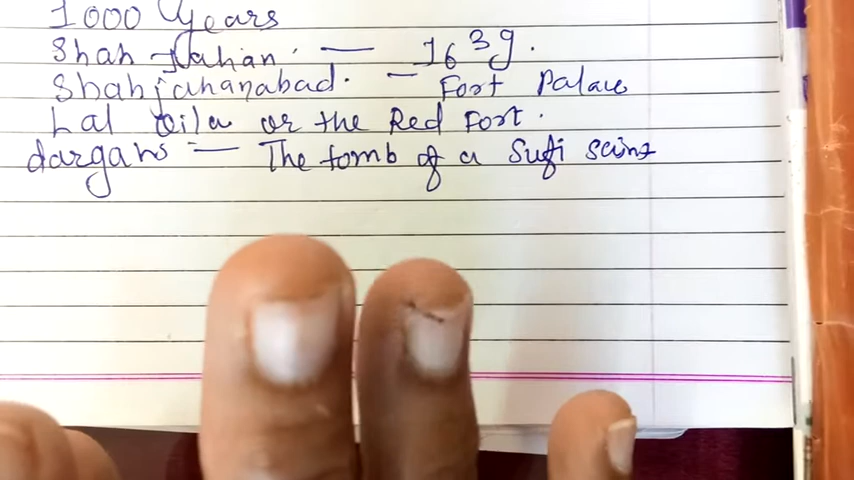 1000 Years
Shah Jahan. — 1639.
Shahjahanabad. — Fort Palace
Lal Qila or the Red Fort.
dargahs — The tomb of a Sufi saint